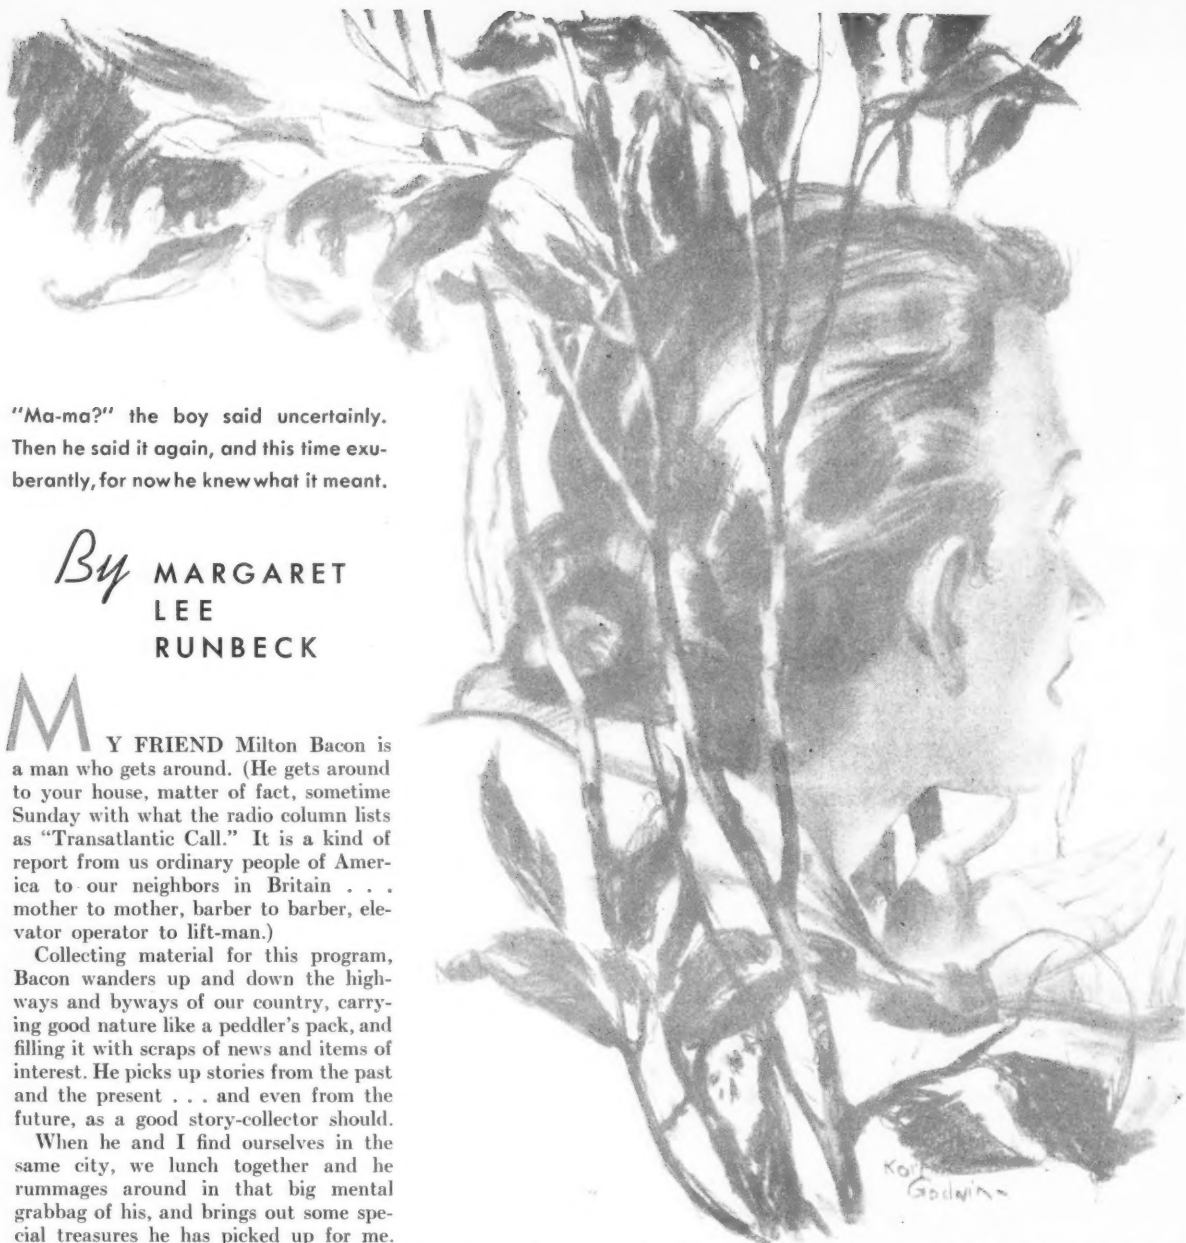 "Ma-ma?" the boy said uncertainly.
Then he said it again, and this time exu-
berantly, for now he knew what it meant.
By MARGARET
LEE
RUNBECK
MY FRIEND Milton Bacon is
a man who gets around. (He gets around
to your house, matter of fact, sometime
Sunday with what the radio column lists
as "Transatlantic Call." It is a kind of
report from us ordinary people of Amer-
ica to our neighbors in Britain . . .
mother to mother, barber to barber, ele-
vator operator to lift-man.)
Collecting material for this program,
Bacon wanders up and down the high-
ways and byways of our country, carry-
ing good nature like a peddler's pack, and
filling it with scraps of news and items of
interest. He picks up stories from the past
and the present . . . and even from the
future, as a good story-collector should.
When he and I find ourselves in the
same city, we lunch together and he
rummages around in that big mental
grabbag of his, and brings out some spe-
cial treasures he has picked up for me.
Godwin